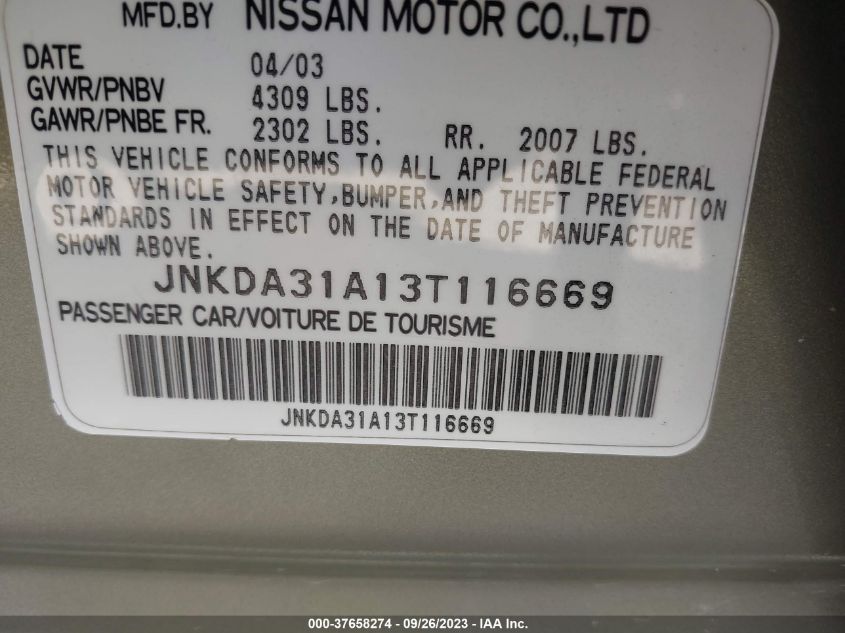 MFD.BY NISSAN MOTOR CO.,LTD
DATE 04/03
GVWR/PNBV 4309 LBS.
GAWR/PNBE FR. 2302 LBS. RR. 2007 LBS.
THIS VEHICLE CONFORMS TO ALL APPLICABLE FEDERAL
MOTOR VEHICLE SAFETY,BUMPER,AND THEFT PREVENTION
STANDARDS IN EFFECT ON THE DATE OF MANUFACTURE
SHOWN ABOVE.
JNKDA31A13T116669
PASSENGER CAR/VOITURE DE TOURISME
JNKDA31A13T116669
000-37658274 - 09/26/2023 - IAA Inc.